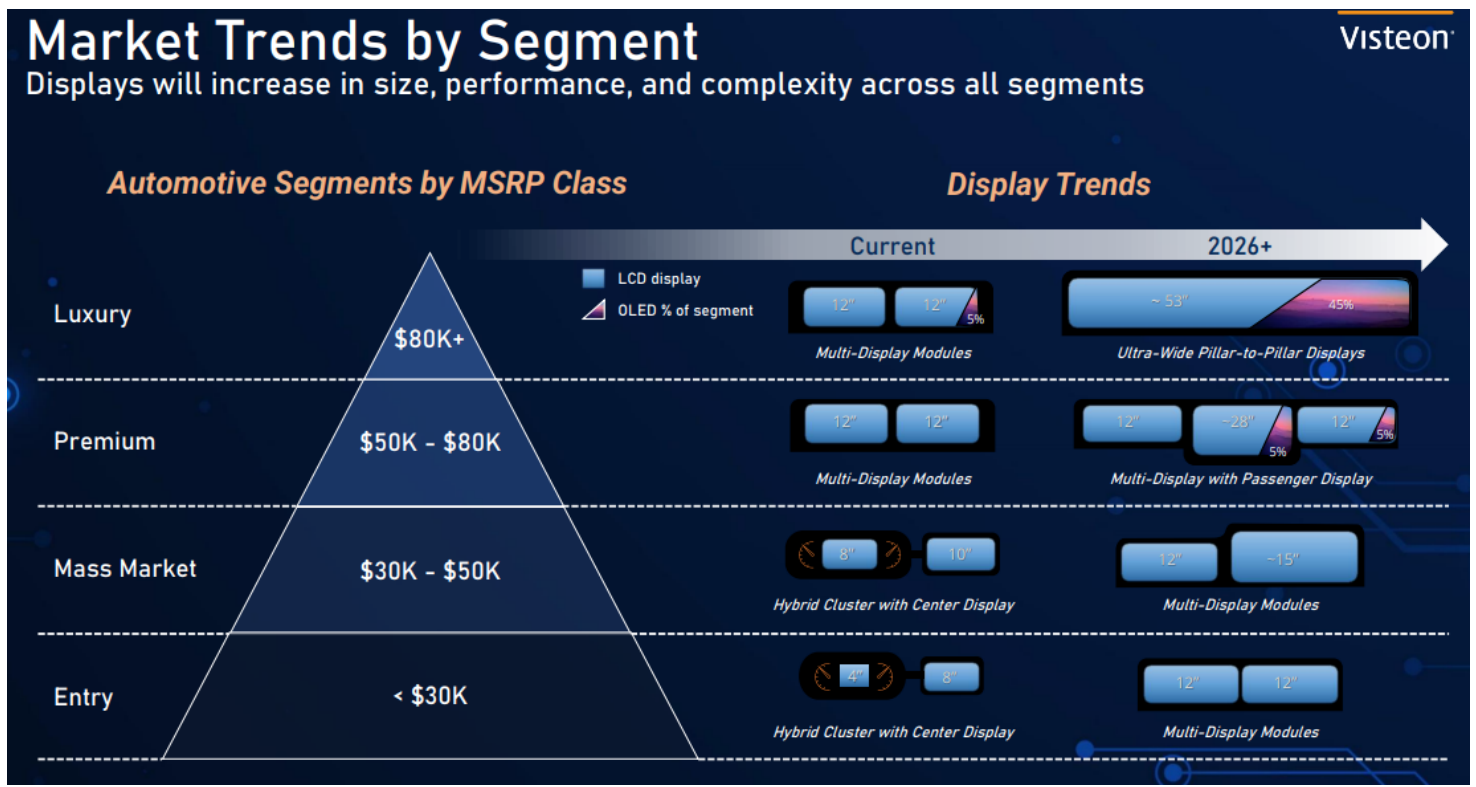 Market Trends by Segment
Visteon
Displays will increase in size, performance, and complexity across all segments
Automotive Segments by MSRP Class
Display Trends
Current
2026+
LCD display
OLED % of segment
Luxury
$80K+
12"
12"
5%
Multi-Display Modules
~ 53"
45%
Ultra-Wide Pillar-to-Pillar Displays
Premium
$50K - $80K
12"
12"
Multi-Display Modules
12"
~28"
5%
12"
5%
Multi-Display with Passenger Display
Mass Market
$30K - $50K
8"
10"
Hybrid Cluster with Center Display
12"
~15"
Multi-Display Modules
Entry
< $30K
4"
8"
Hybrid Cluster with Center Display
12"
12"
Multi-Display Modules